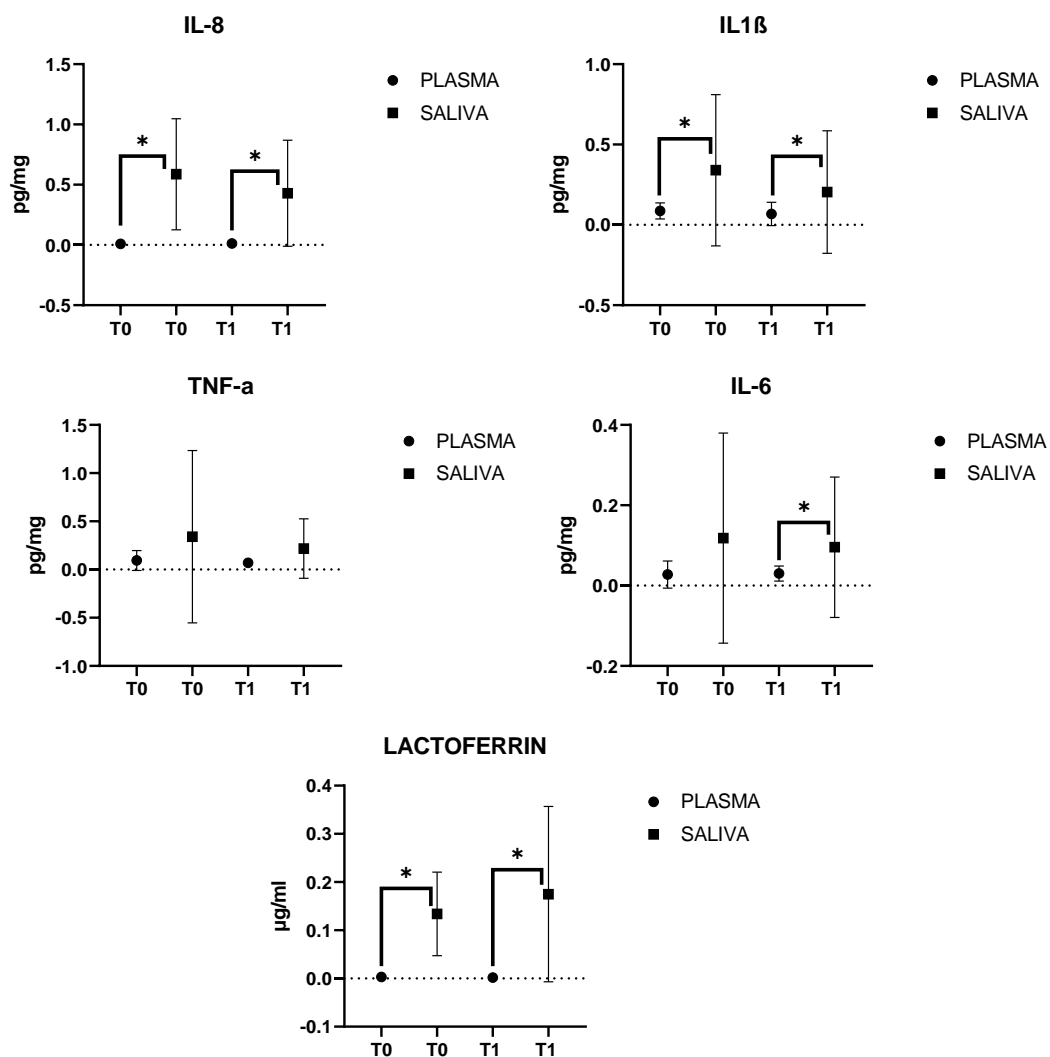 IL-8
1.5
1.0
0.5
0.0
-0.5
pg/mg
*
*
T0 T0 T1 T1
PLASMA
SALIVA
IL1ß
1.0
0.5
0.0
-0.5
pg/mg
*
*
T0 T0 T1 T1
PLASMA
SALIVA
TNF-a
1.5
1.0
0.5
0.0
-0.5
-1.0
pg/mg
T0 T0 T1 T1
PLASMA
SALIVA
IL-6
0.4
0.2
0.0
-0.2
pg/mg
*
T0 T0 T1 T1
PLASMA
SALIVA
LACTOFERRIN
0.4
0.3
0.2
0.1
0.0
-0.1
µg/ml
*
*
T0 T0 T1 T1
PLASMA
SALIVA